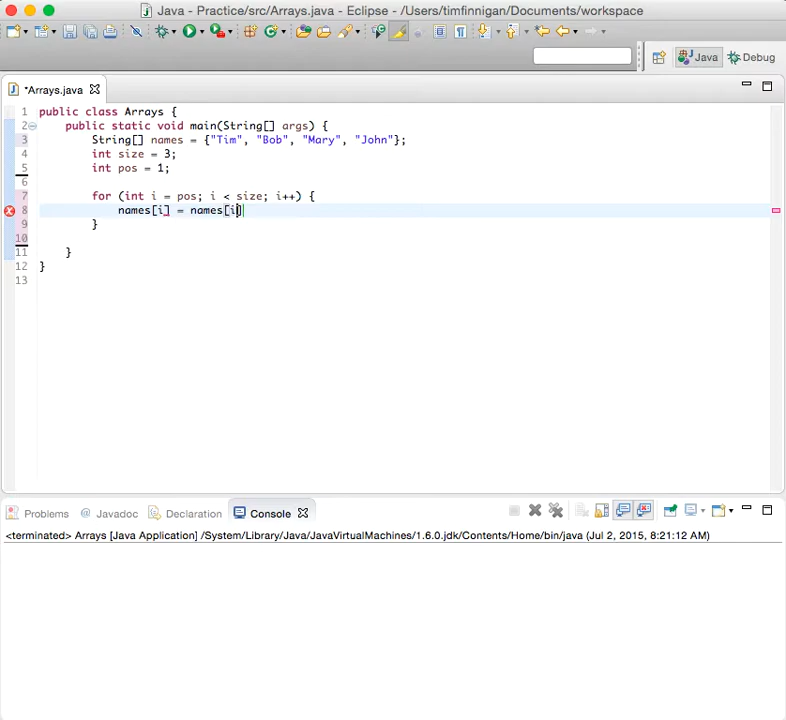 Java - Practice/src/Arrays.java - Eclipse - /Users/timfinnigan/Documents/workspace
Java
Debug
*Arrays.java
1 public class Arrays {
2 public static void main(String[] args) {
3 String[] names = {"Tim", "Bob", "Mary", "John"};
4 int size = 3;
5 int pos = 1;
6
7 for (int i = pos; i < size; i++) {
8 names[i] = names[i]
9 }
10
11 }
12 }
13
Problems @ Javadoc Declaration Console
<terminated> Arrays [Java Application] /System/Library/Java/JavaVirtualMachines/1.6.0.jdk/Contents/Home/bin/java (Jul 2, 2015, 8:21:12 AM)